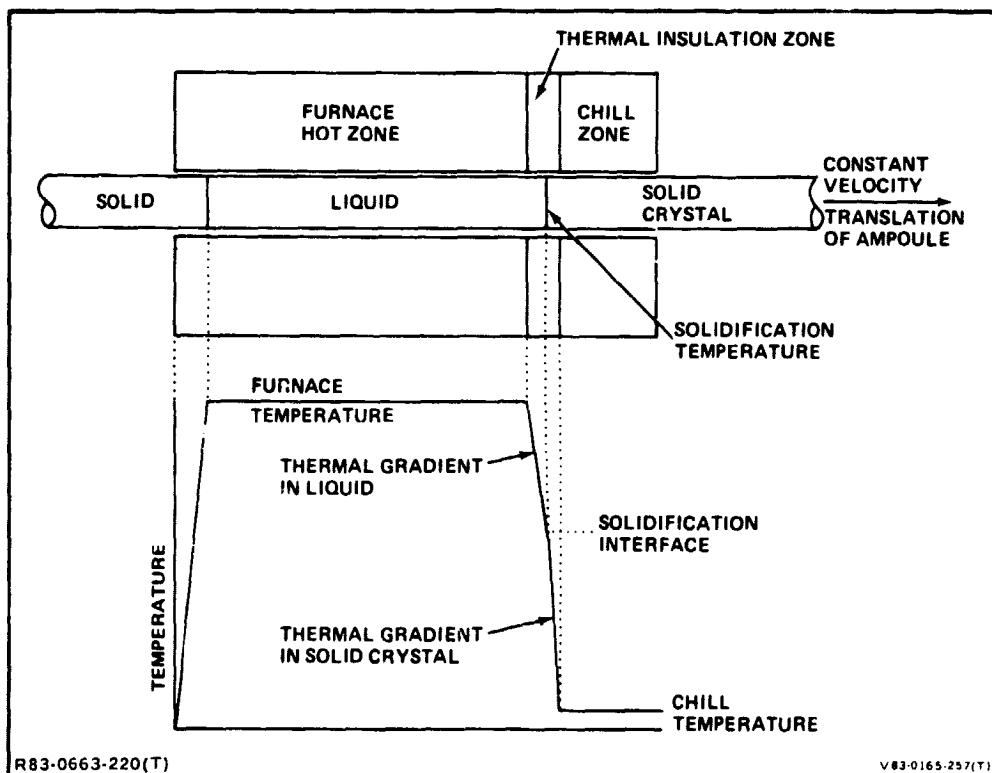 THERMAL INSULATION ZONE
FURNACE
HOT ZONE
CHILL
ZONE
SOLID
LIQUID
SOLID
CRYSTAL
CONSTANT
VELOCITY
TRANSLATION
OF AMPOULE
SOLIDIFICATION
TEMPERATURE
FURNACE
TEMPERATURE
THERMAL GRADIENT
IN LIQUID
SOLIDIFICATION
INTERFACE
TEMPERATURE
THERMAL GRADIENT
IN SOLID CRYSTAL
CHILL
TEMPERATURE
R83-0663-220(T)
V83-0165-257(T)